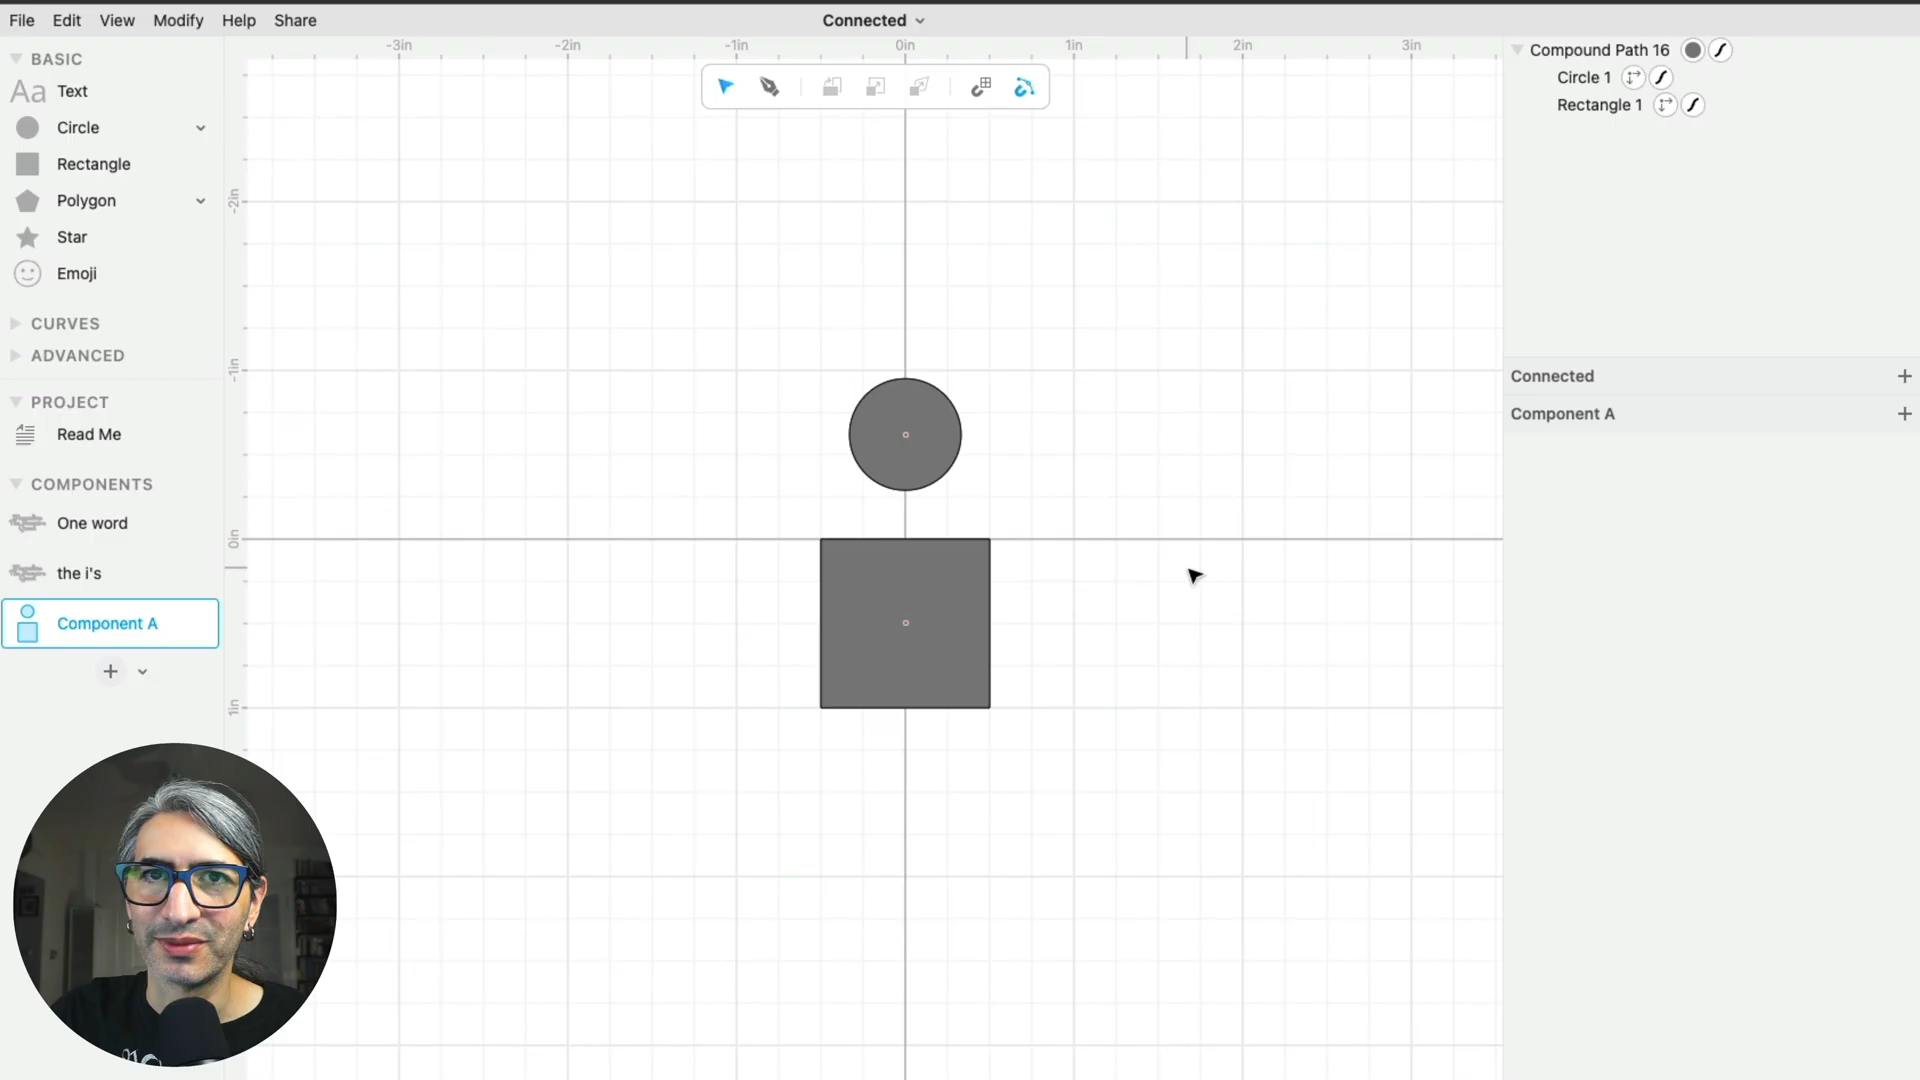 File Edit View Modify Help Share
Connected
-3in -2in -1in 0in 1in 2in 3in
-2in
-1in
0in
1in
BASIC
Aa Text
Circle
Rectangle
Polygon
Star
Emoji
CURVES
ADVANCED
PROJECT
Read Me
COMPONENTS
One word
the i's
Component A
Compound Path 16
Circle 1
Rectangle 1
Connected
Component A